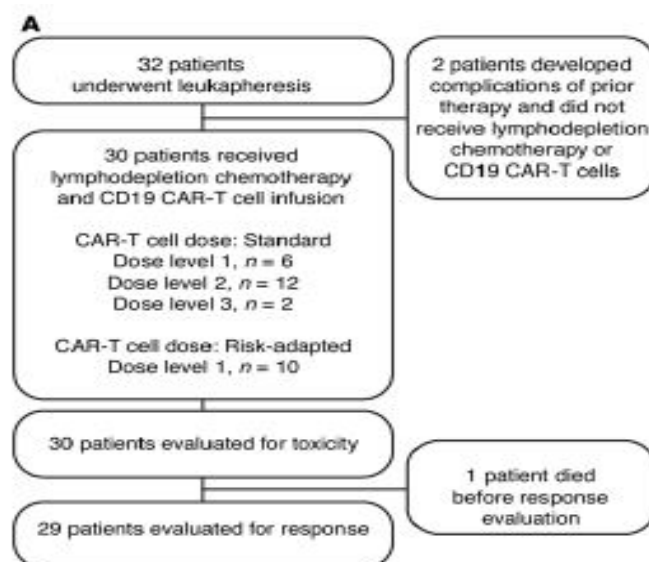 A
32 patients
underwent leukapheresis
2 patients developed
complications of prior
therapy and did not
receive lymphodepletion
chemotherapy or
CD19 CAR-T cells
30 patients received
lymphodepletion chemotherapy
and CD19 CAR-T cell infusion
CAR-T cell dose: Standard
Dose level 1, n = 6
Dose level 2, n = 12
Dose level 3, n = 2
CAR-T cell dose: Risk-adapted
Dose level 1, n = 10
30 patients evaluated for toxicity
1 patient died
before response
evaluation
29 patients evaluated for response